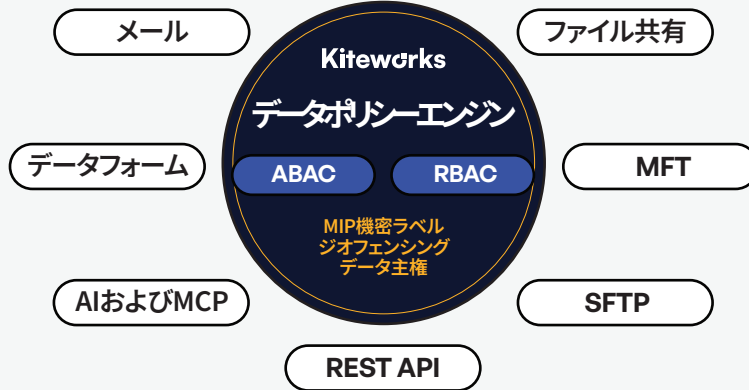 メール
ファイル共有
Kiteworks
データポリシーエンジン
データフォーム
ABAC
RBAC
MFT
MIP機密ラベル
ジオフェンシング
データ主権
AIおよびMCP
SFTP
REST API